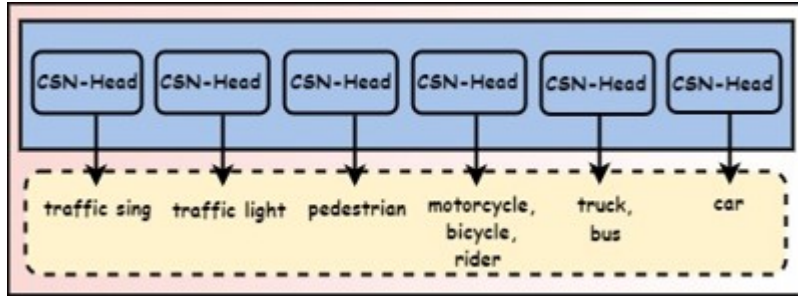 CSN-Head CSN-Head CSN-Head CSN-Head CSN-Head CSN-Head
traffic sing traffic light pedestrian motorcycle, truck, car
bicycle, bus
rider